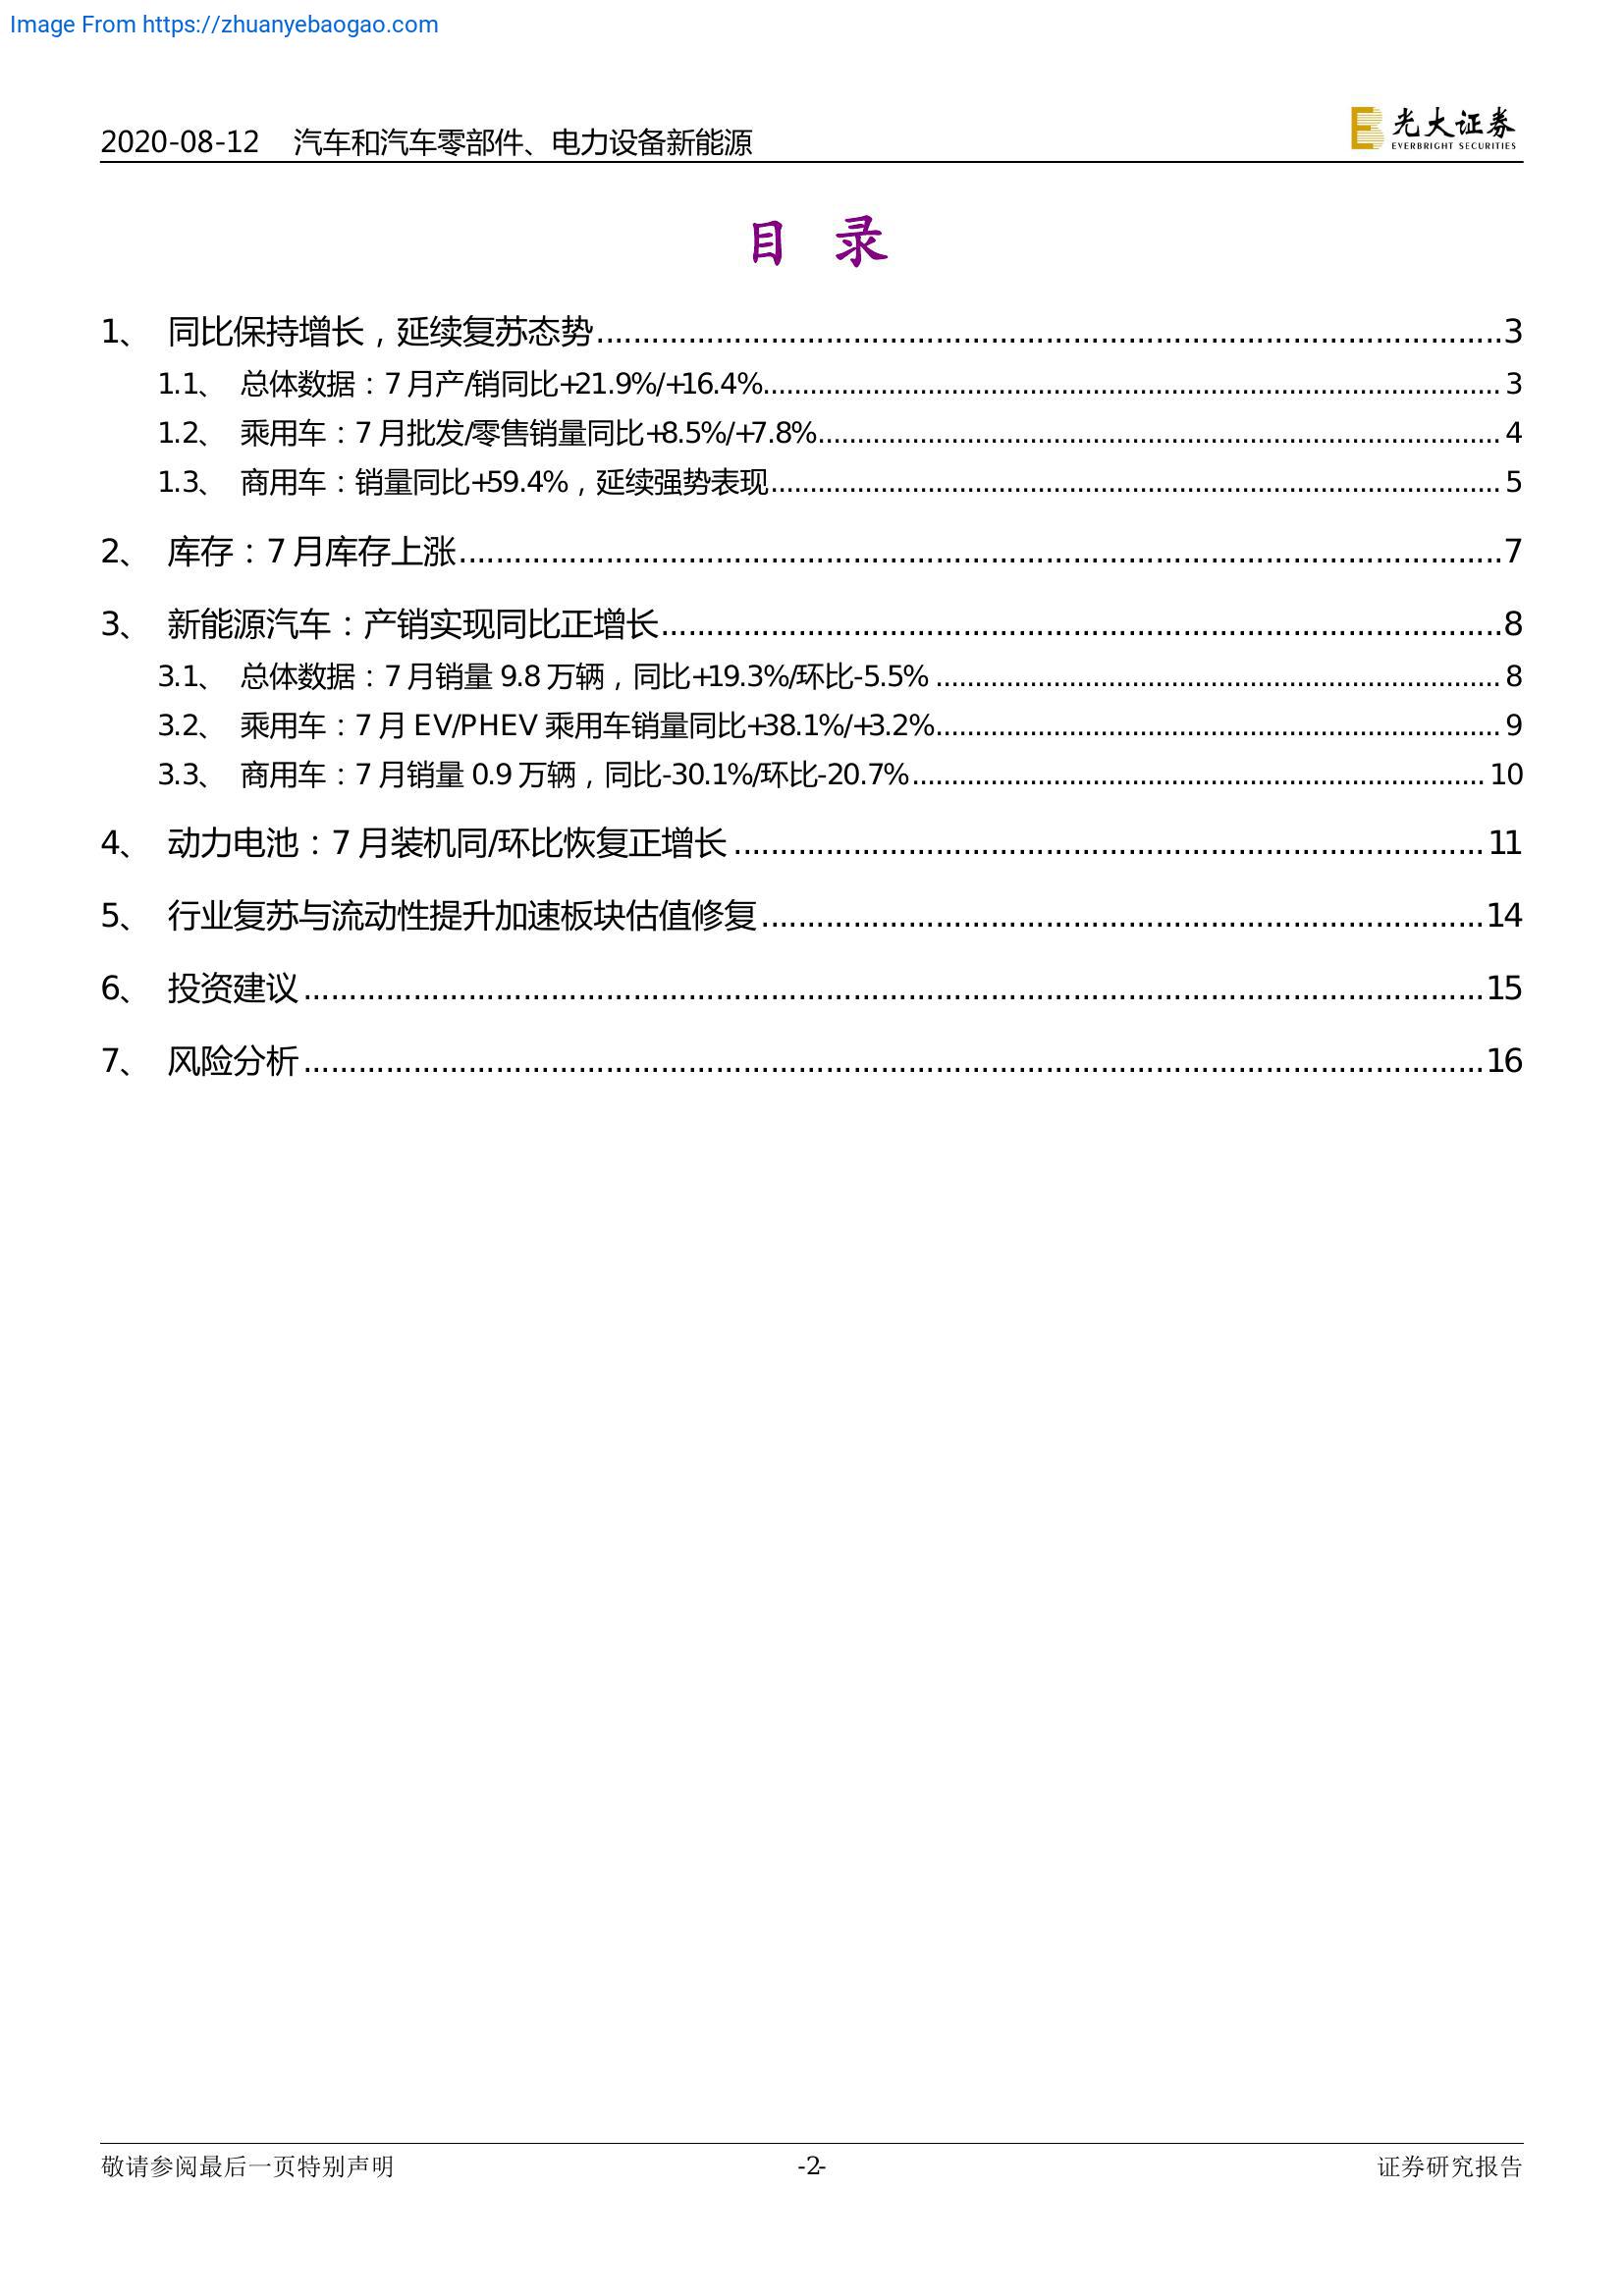 Image From https://zhuanyebaogao.com
2020-08-12 汽车和汽车零部件、电力设备新能源
光大证券
EVERBRIGHT SECURITIES
目 录
1、 同比保持增长，延续复苏态势 3
1.1、 总体数据：7 月产/销同比+21.9%/+16.4% 3
1.2、 乘用车：7 月批发/零售销量同比+8.5%/+7.8% 4
1.3、 商用车：销量同比+59.4%，延续强势表现 5
2、 库存：7 月库存上涨 7
3、 新能源汽车：产销实现同比正增长 8
3.1、 总体数据：7 月销量 9.8 万辆，同比+19.3%/环比-5.5% 8
3.2、 乘用车：7 月 EV/PHEV 乘用车销量同比+38.1%/+3.2% 9
3.3、 商用车：7 月销量 0.9 万辆，同比-30.1%/环比-20.7% 10
4、 动力电池：7 月装机同/环比恢复正增长 11
5、 行业复苏与流动性提升加速板块估值修复 14
6、 投资建议 15
7、 风险分析 16
敬请参阅最后一页特别声明 -2- 证券研究报告